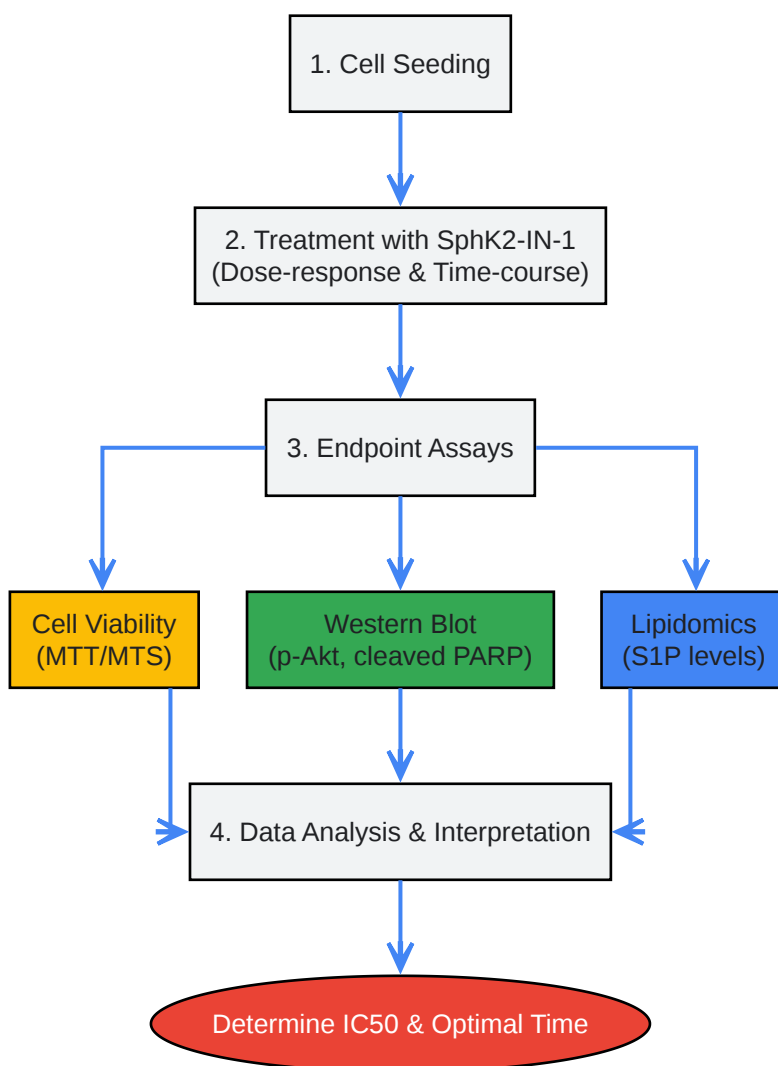 1. Cell Seeding
2. Treatment with SphK2-IN-1
(Dose-response & Time-course)
3. Endpoint Assays
Cell Viability
(MTT/MTS)
Western Blot
(p-Akt, cleaved PARP)
Lipidomics
(S1P levels)
4. Data Analysis & Interpretation
Determine IC50 & Optimal Time